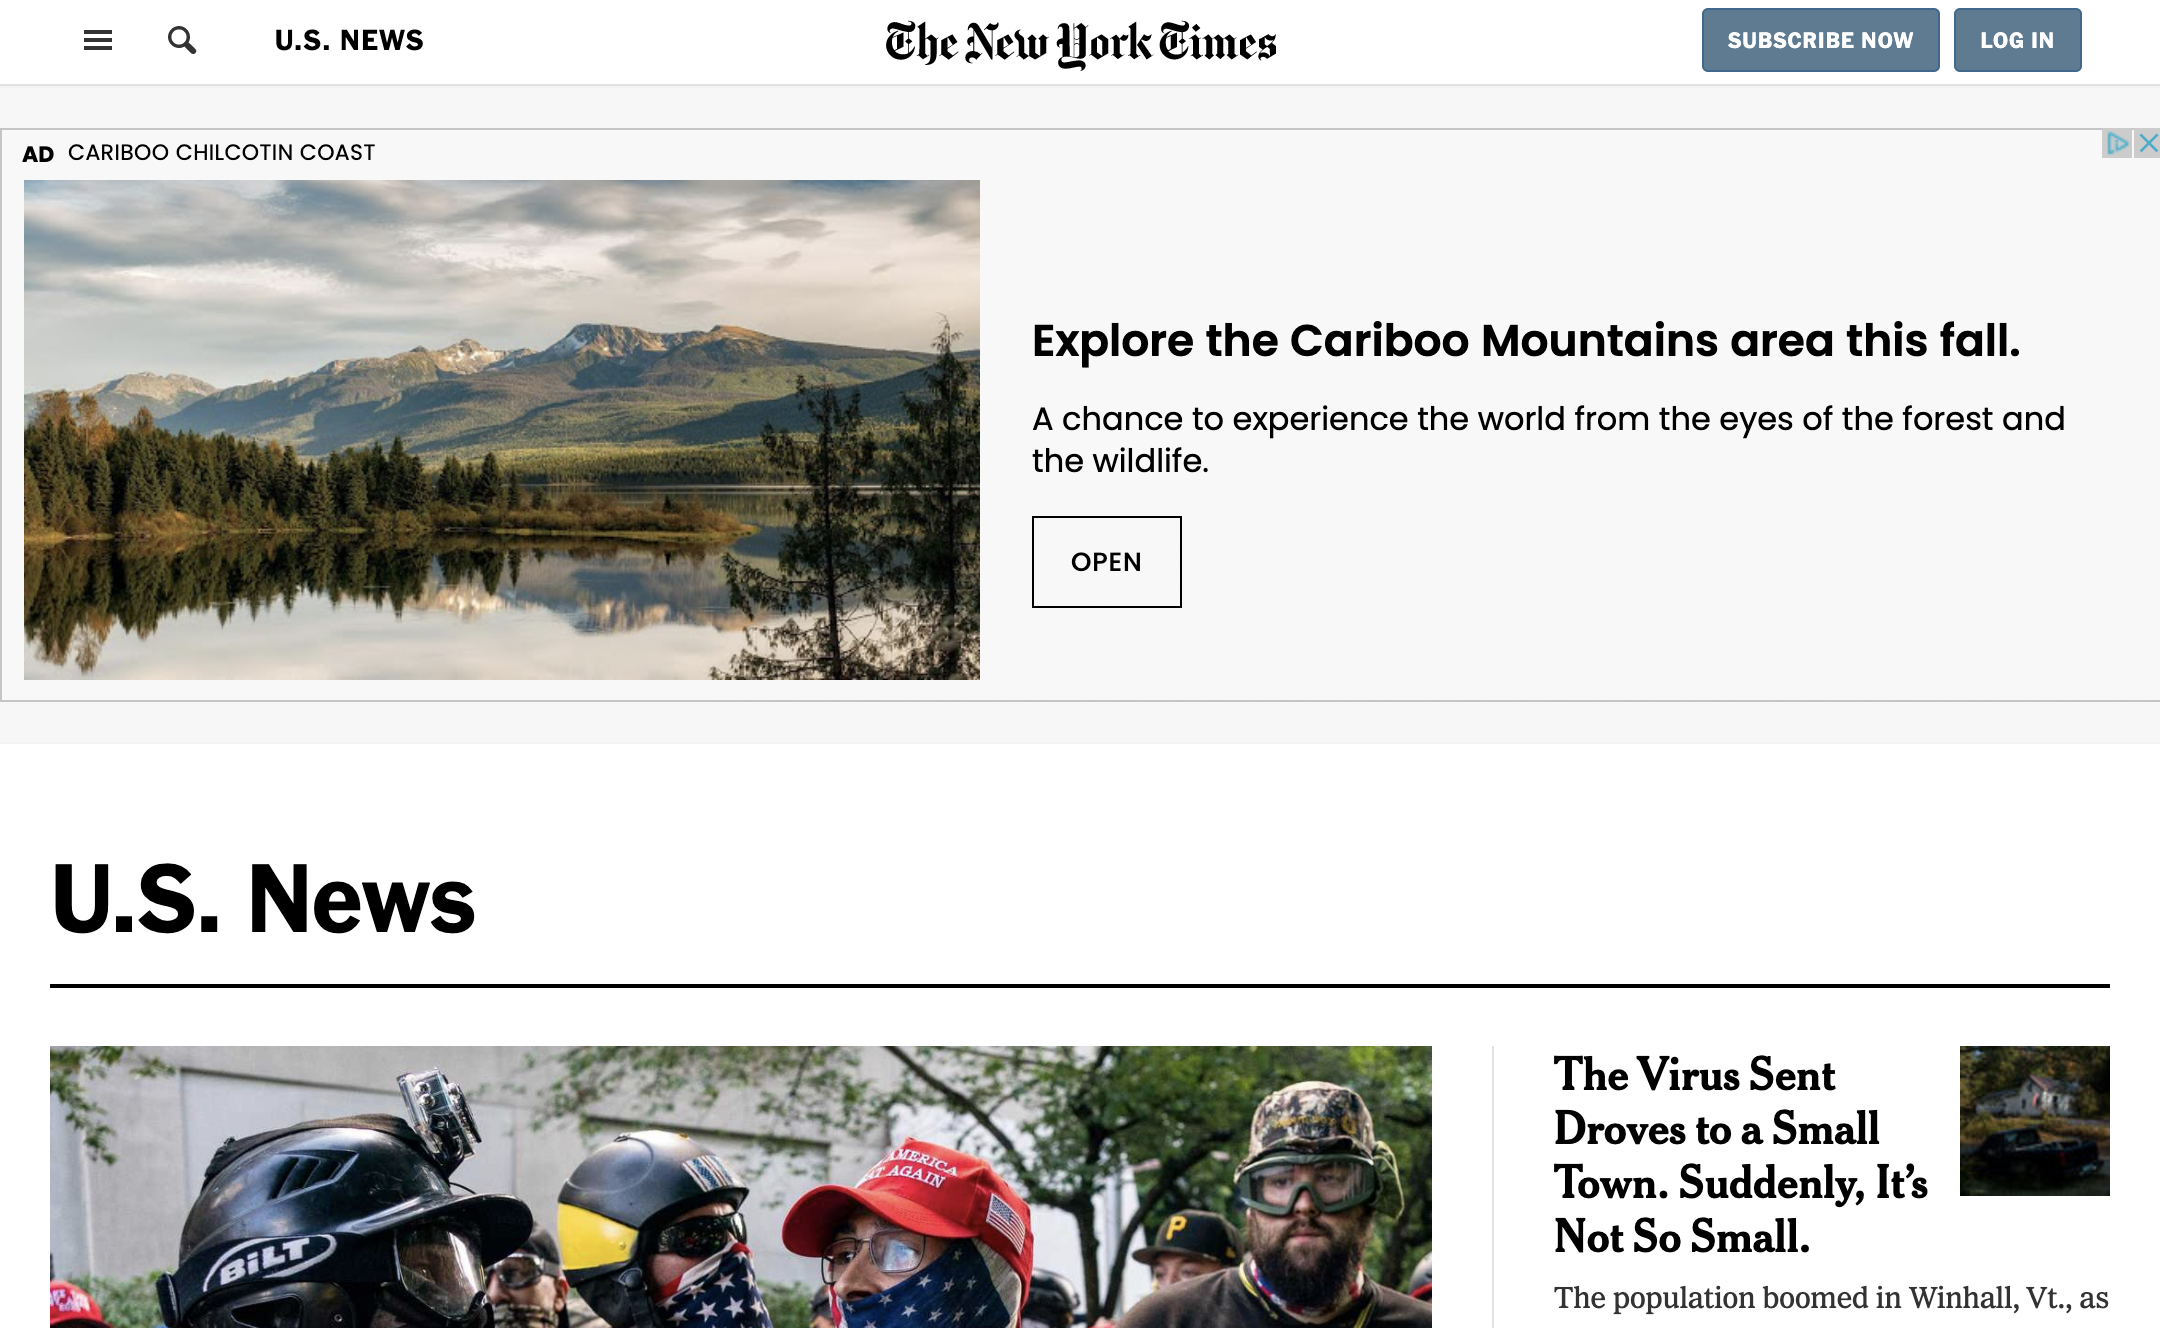 U.S. NEWS
The New York Times
SUBSCRIBE NOW
LOG IN
AD CARIBOO CHILCOTIN COAST
Explore the Cariboo Mountains area this fall.
A chance to experience the world from the eyes of the forest and
the wildlife.
OPEN
U.S. News
BiLT
AMERICA
AGAIN
P
The Virus Sent
Droves to a Small
Town. Suddenly, It’s
Not So Small.
The population boomed in Winhall, Vt., as